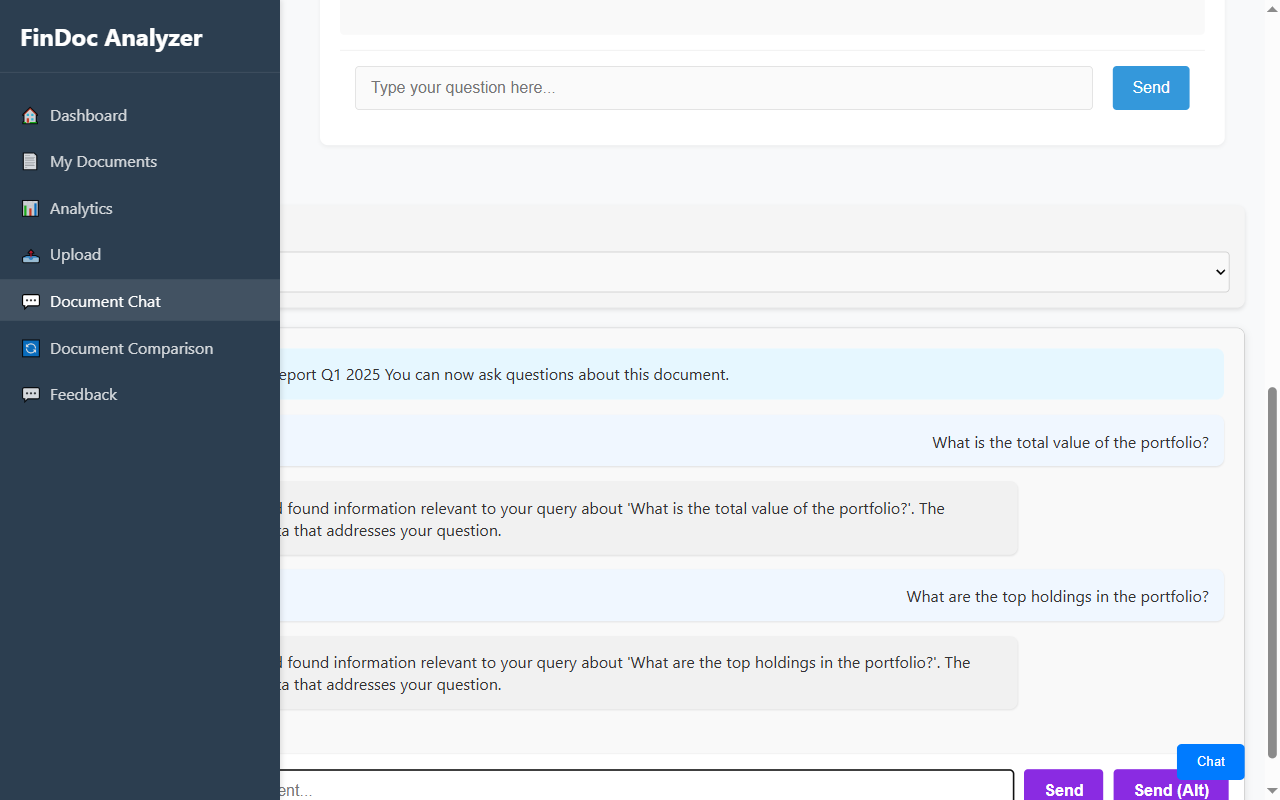 FinDoc Analyzer
Dashboard
My Documents
Analytics
Upload
Document Chat
Document Comparison
Feedback
Type your question here...
Send
Report Q1 2025 You can now ask questions about this document.
What is the total value of the portfolio?
found information relevant to your query about 'What is the total value of the portfolio?'. The
that addresses your question.
What are the top holdings in the portfolio?
found information relevant to your query about 'What are the top holdings in the portfolio?'. The
that addresses your question.
Chat
Send
Send (Alt)